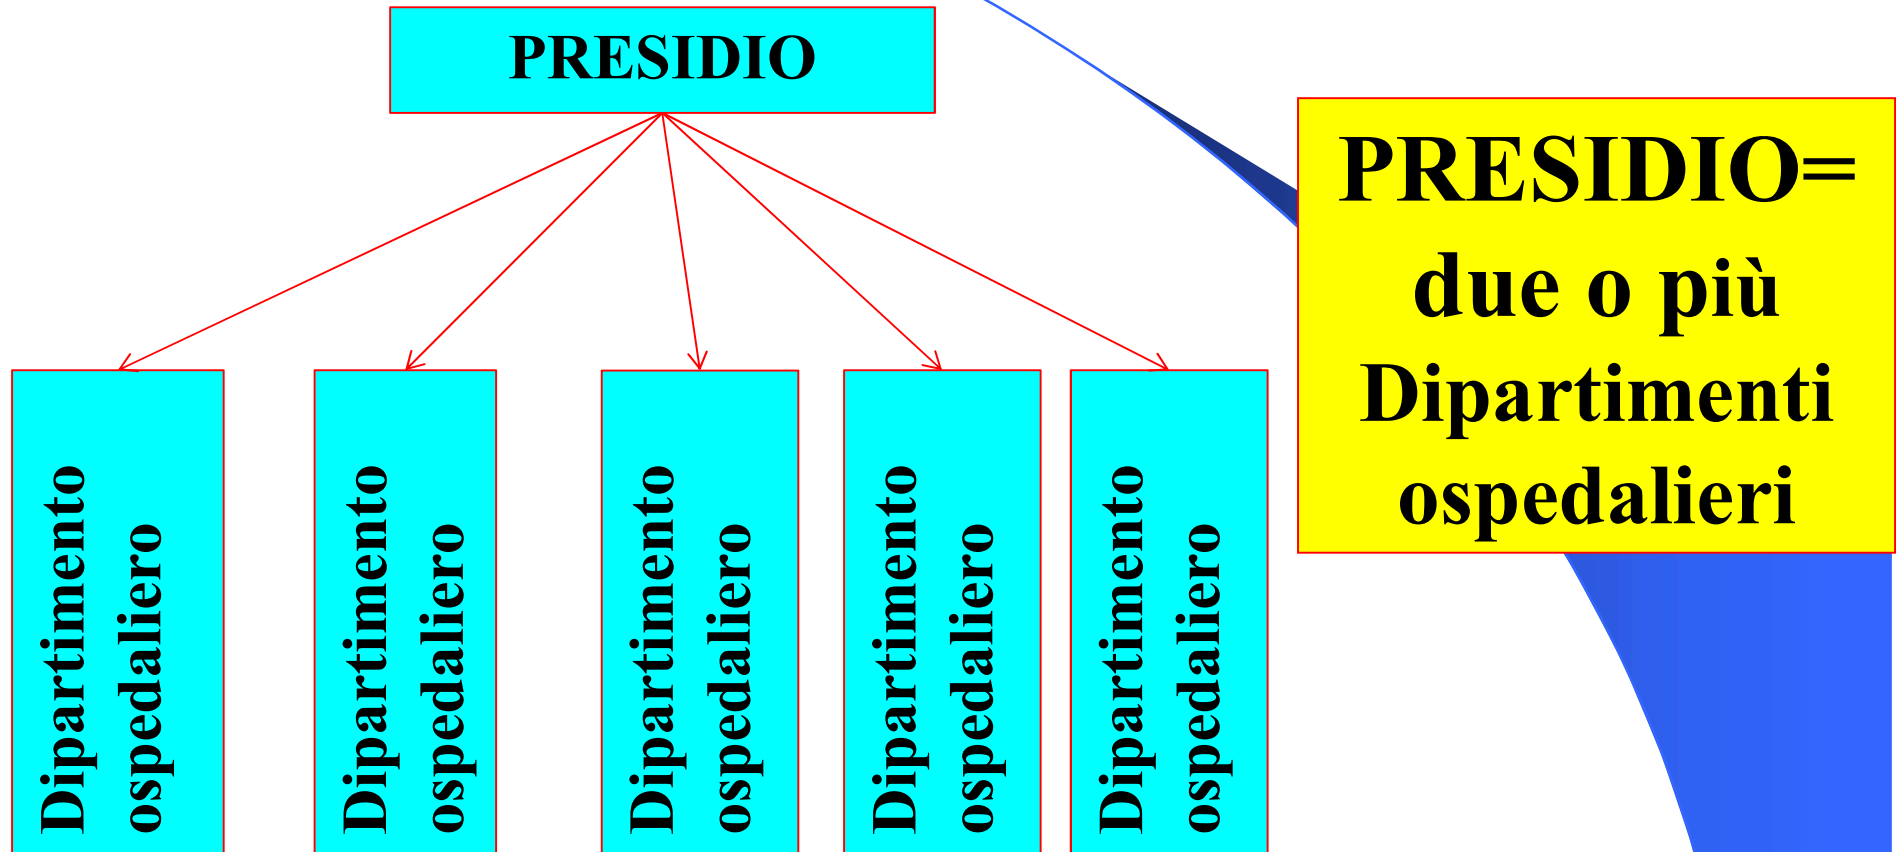 PRESIDIO
PRESIDIO=
due o più
Dipartimenti
ospedalieri
Dipartimento
ospedaliero
Dipartimento
ospedaliero
Dipartimento
ospedaliero
Dipartimento
ospedaliero
Dipartimento
ospedaliero